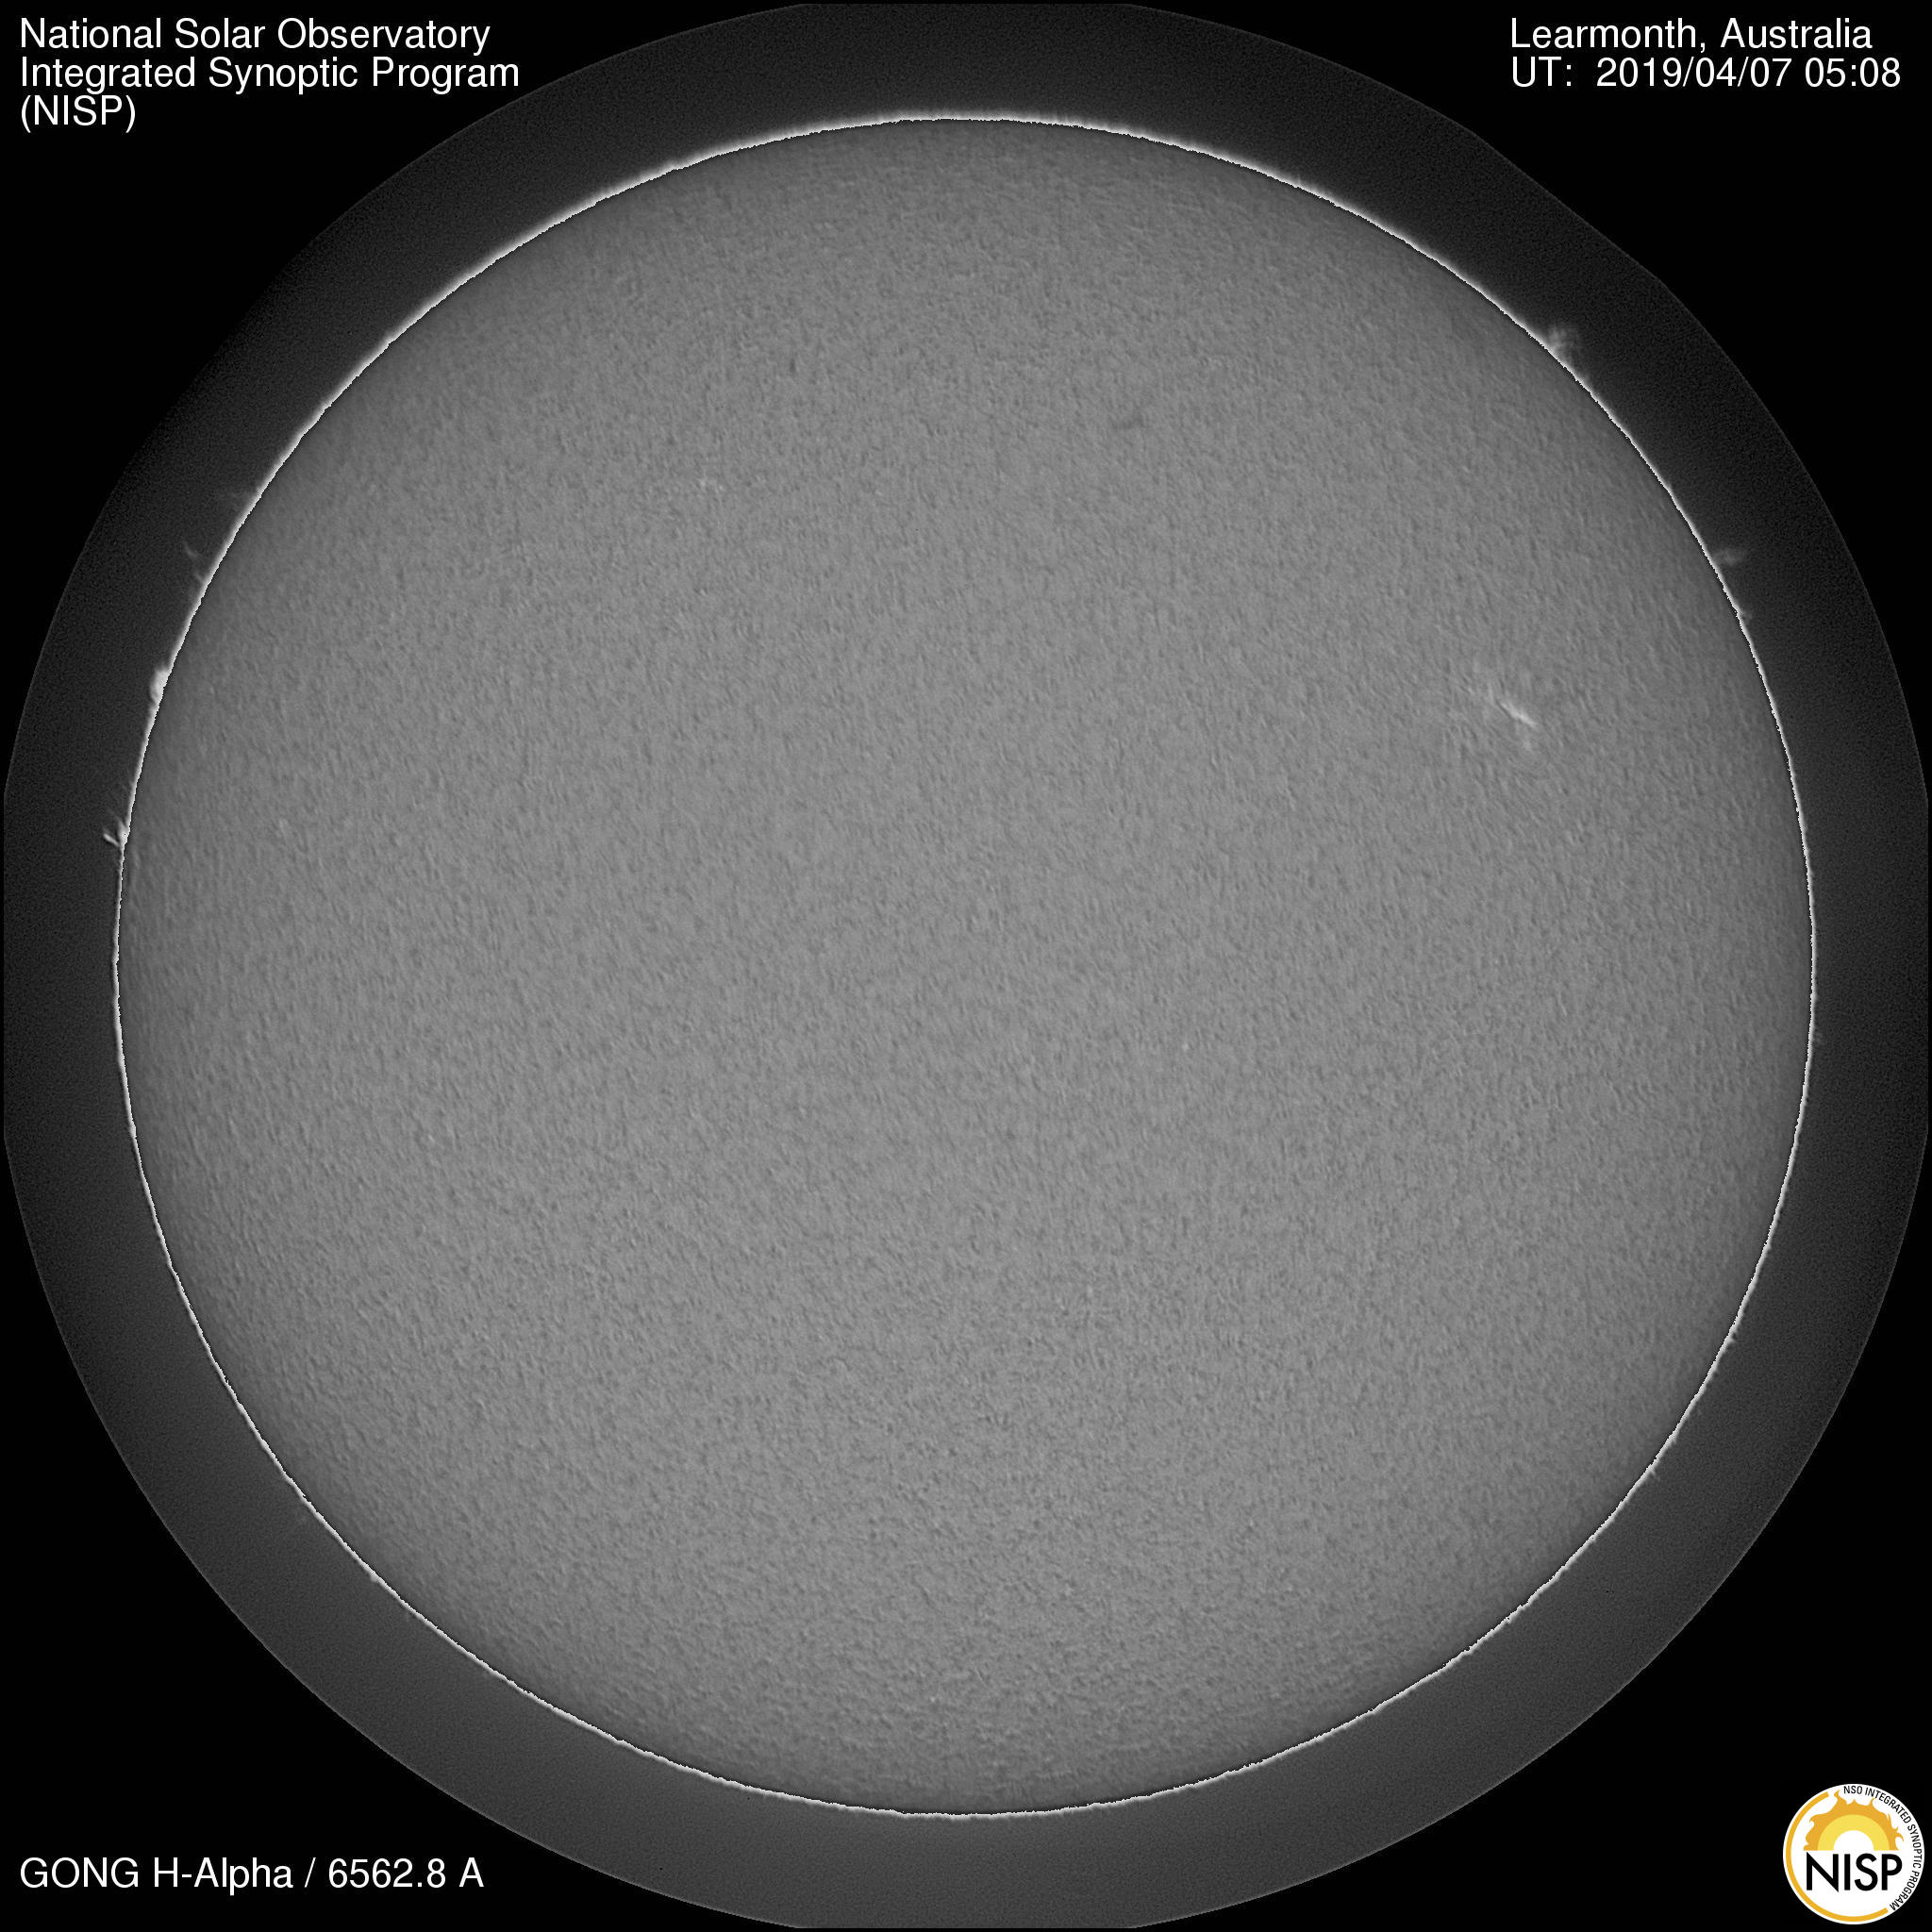 National Solar Observatory
Integrated Synoptic Program
(NISP)
Learmonth, Australia
UT: 2019/04/07 05:08
GONG H-Alpha / 6562.8 A
NSO INTEGRATED SYNOPTIC PROGRAM
NISP